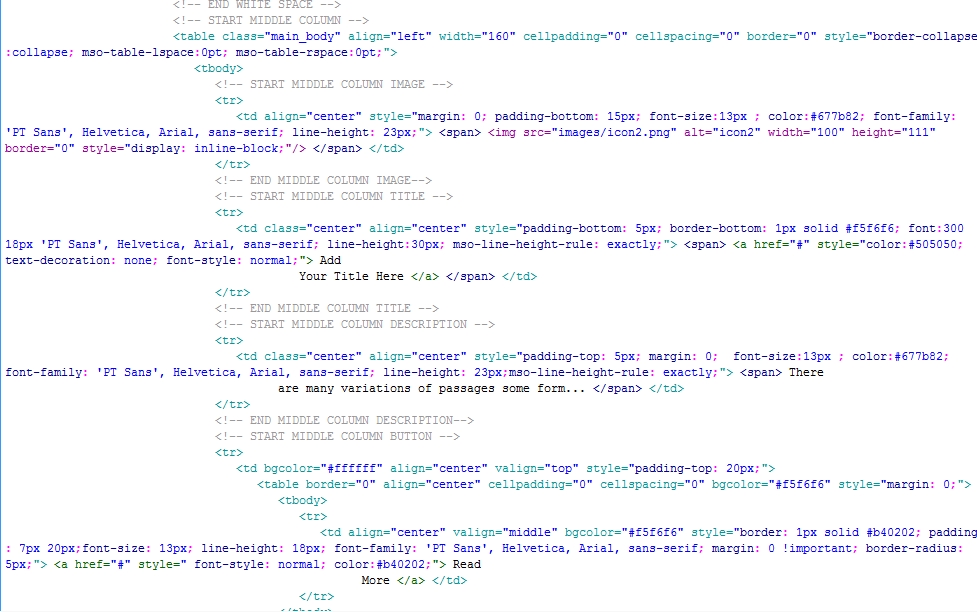 <!-- END WHITE SPACE -->
<!-- START MIDDLE COLUMN -->
<table class="main_body" align="left" width="160" cellpadding="0" cellspacing="0" border="0" style="border-collapse
:collapse; mso-table-lspace:0pt; mso-table-rspace:0pt;">
<tbody>
<!-- START MIDDLE COLUMN IMAGE -->
<tr>
<td align="center" style="margin: 0; padding-bottom: 15px; font-size:13px ; color:#677b82; font-family:
'PT Sans', Helvetica, Arial, sans-serif; line-height: 23px;"> <span> <img src="images/icon2.png" alt="icon2" width="100" height="111"
border="0" style="display: inline-block;"/> </span> </td>
</tr>
<!-- END MIDDLE COLUMN IMAGE-->
<!-- START MIDDLE COLUMN TITLE -->
<tr>
<td class="center" align="center" style="padding-bottom: 5px; border-bottom: 1px solid #f5f6f6; font:300
18px 'PT Sans', Helvetica, Arial, sans-serif; line-height:30px; mso-line-height-rule: exactly;"> <span> <a href="#" style="color:#505050;
text-decoration: none; font-style: normal;"> Add
Your Title Here </a> </span> </td>
</tr>
<!-- END MIDDLE COLUMN TITLE -->
<!-- START MIDDLE COLUMN DESCRIPTION -->
<tr>
<td class="center" align="center" style="padding-top: 5px; margin: 0;  font-size:13px ; color:#677b82;
font-family: 'PT Sans', Helvetica, Arial, sans-serif; line-height: 23px;mso-line-height-rule: exactly;"> <span> There
are many variations of passages some form... </span> </td>
</tr>
<!-- END MIDDLE COLUMN DESCRIPTION-->
<!-- START MIDDLE COLUMN BUTTON -->
<tr>
<td bgcolor="#ffffff" align="center" valign="top" style="padding-top: 20px;">
<table border="0" align="center" cellpadding="0" cellspacing="0" bgcolor="#f5f6f6" style="margin: 0;">
<tbody>
<tr>
<td align="center" valign="middle" bgcolor="#f5f6f6" style="border: 1px solid #b40202; padding
: 7px 20px;font-size: 13px; line-height: 18px; font-family: 'PT Sans', Helvetica, Arial, sans-serif; margin: 0 !important; border-radius:
5px;"> <a href="#" style=" font-style: normal; color:#b40202;"> Read
More </a> </td>
</tr>
</tbody>